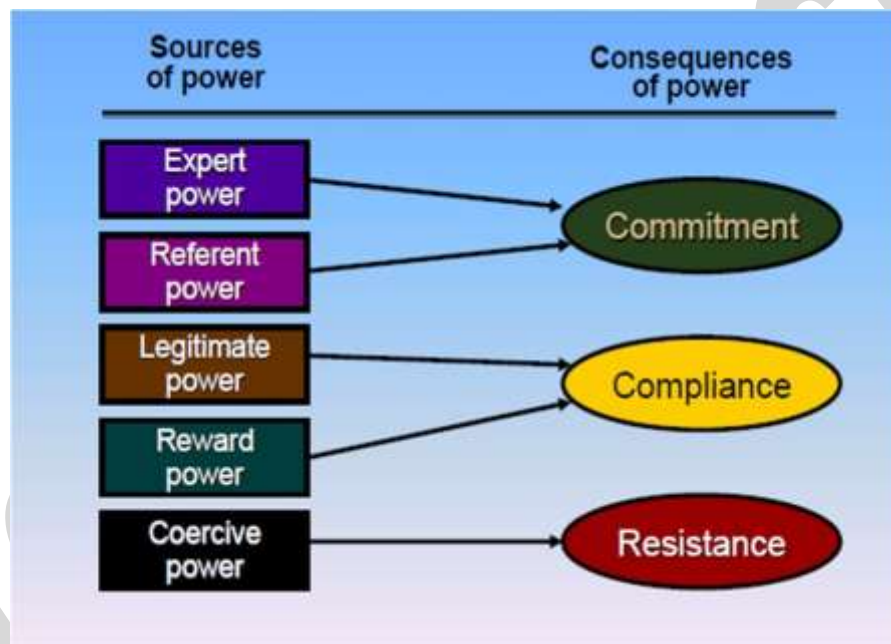 Sources
of power
Consequences
of power
Expert
power
Referent
power
Legitimate
power
Reward
power
Coercive
power
Commitment
Compliance
Resistance